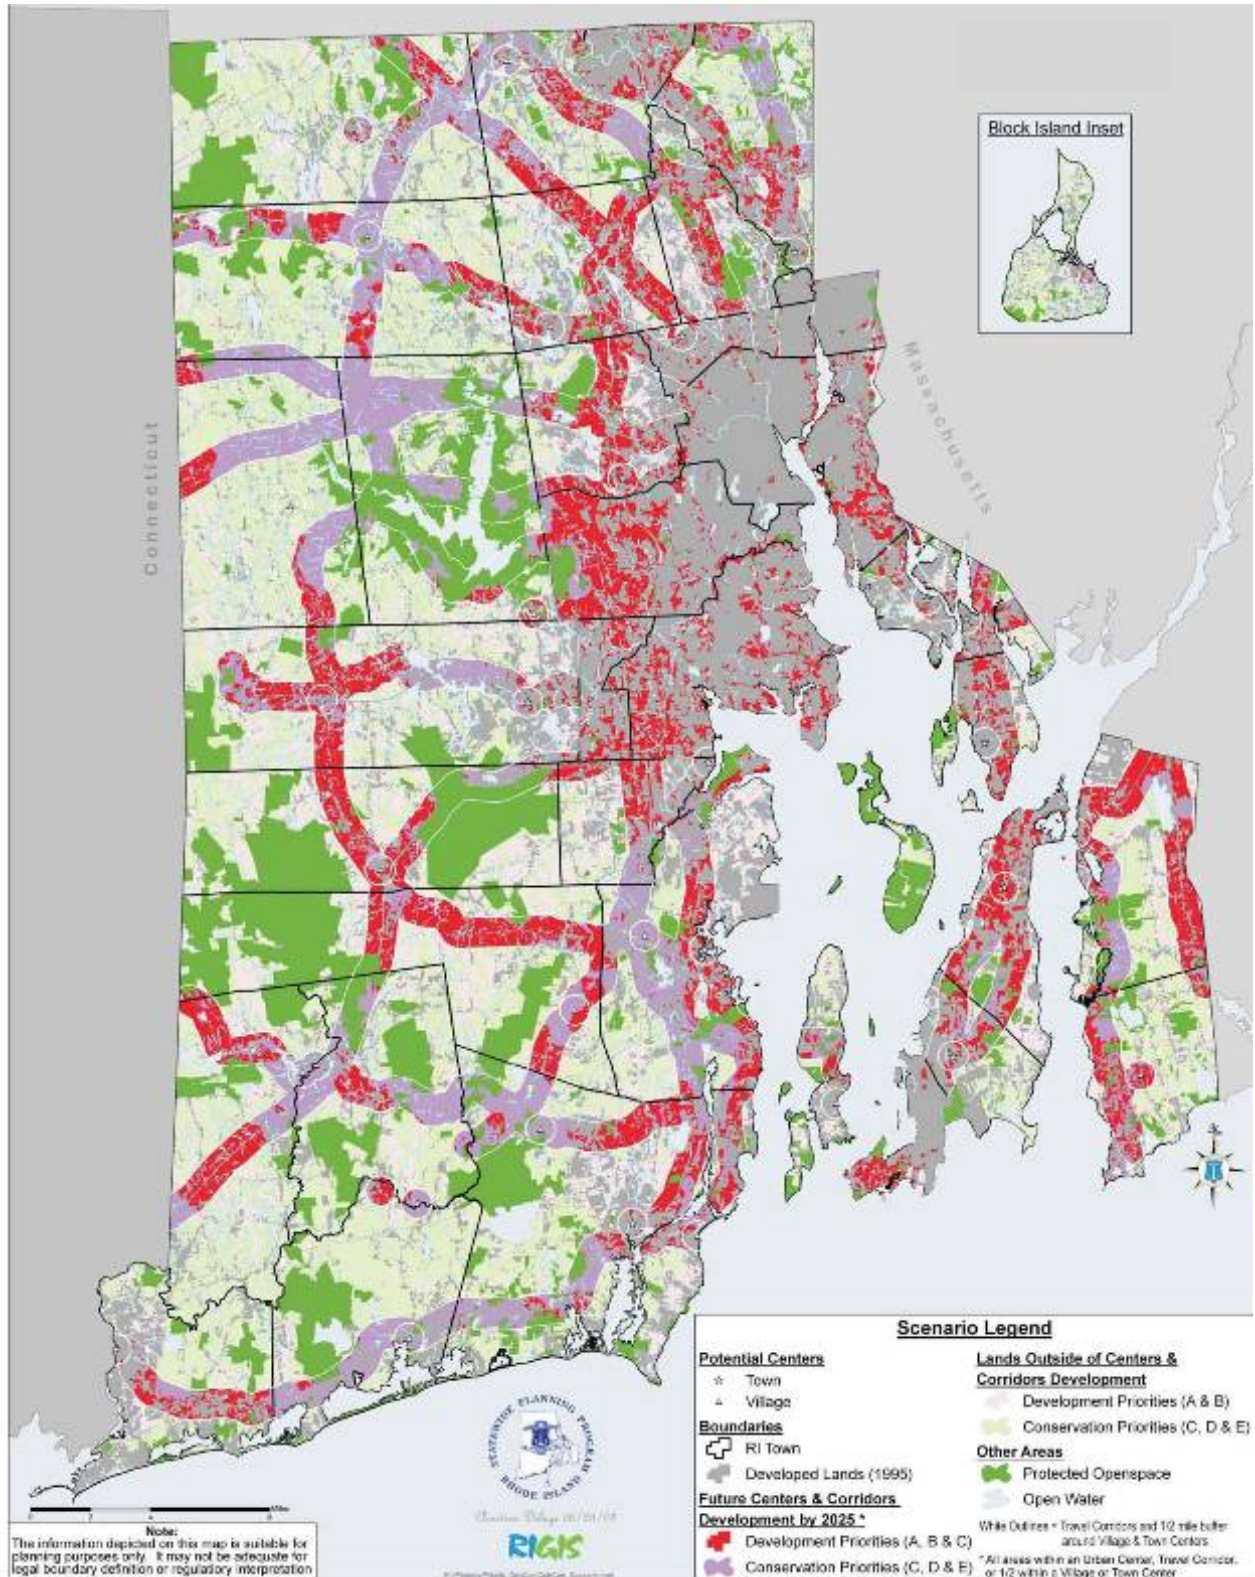 Block Island Inset
Massachusetts
Connecticut
Scenario Legend
Potential Centers
Town
Village
Boundaries
RI Town
Developed Lands (1995)
Future Centers & Corridors
Development by 2025 *
Development Priorities (A, B & C)
Conservation Priorities (C, D & E)
Lands Outside of Centers &
Corridors Development
Development Priorities (A & B)
Conservation Priorities (C, D & E)
Other Areas
Protected Openspace
Open Water
White Outlines = Travel Corridors and 1/2 mile buffer
around Village & Town Centers
* All areas within an Urban Center, Travel Corridor,
or 1/2 within a Village or Town Center
STATEWIDE PLANNING PROGRAM
RHODE ISLAND
RIGIS
Note:
The information depicted on this map is suitable for
planning purposes only. It may not be adequate for
legal boundary definition or regulatory interpretation